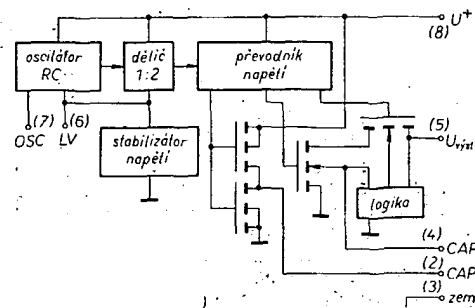 U⁺
(8)
oscilátor
RC
dělič
1:2
převodník
napětí
(7)
(6)
OSC
LV
stabilizátor
napětí
(5)
Uvýst
logika
(4)
CAP
(2)
CAP
(3)
zem